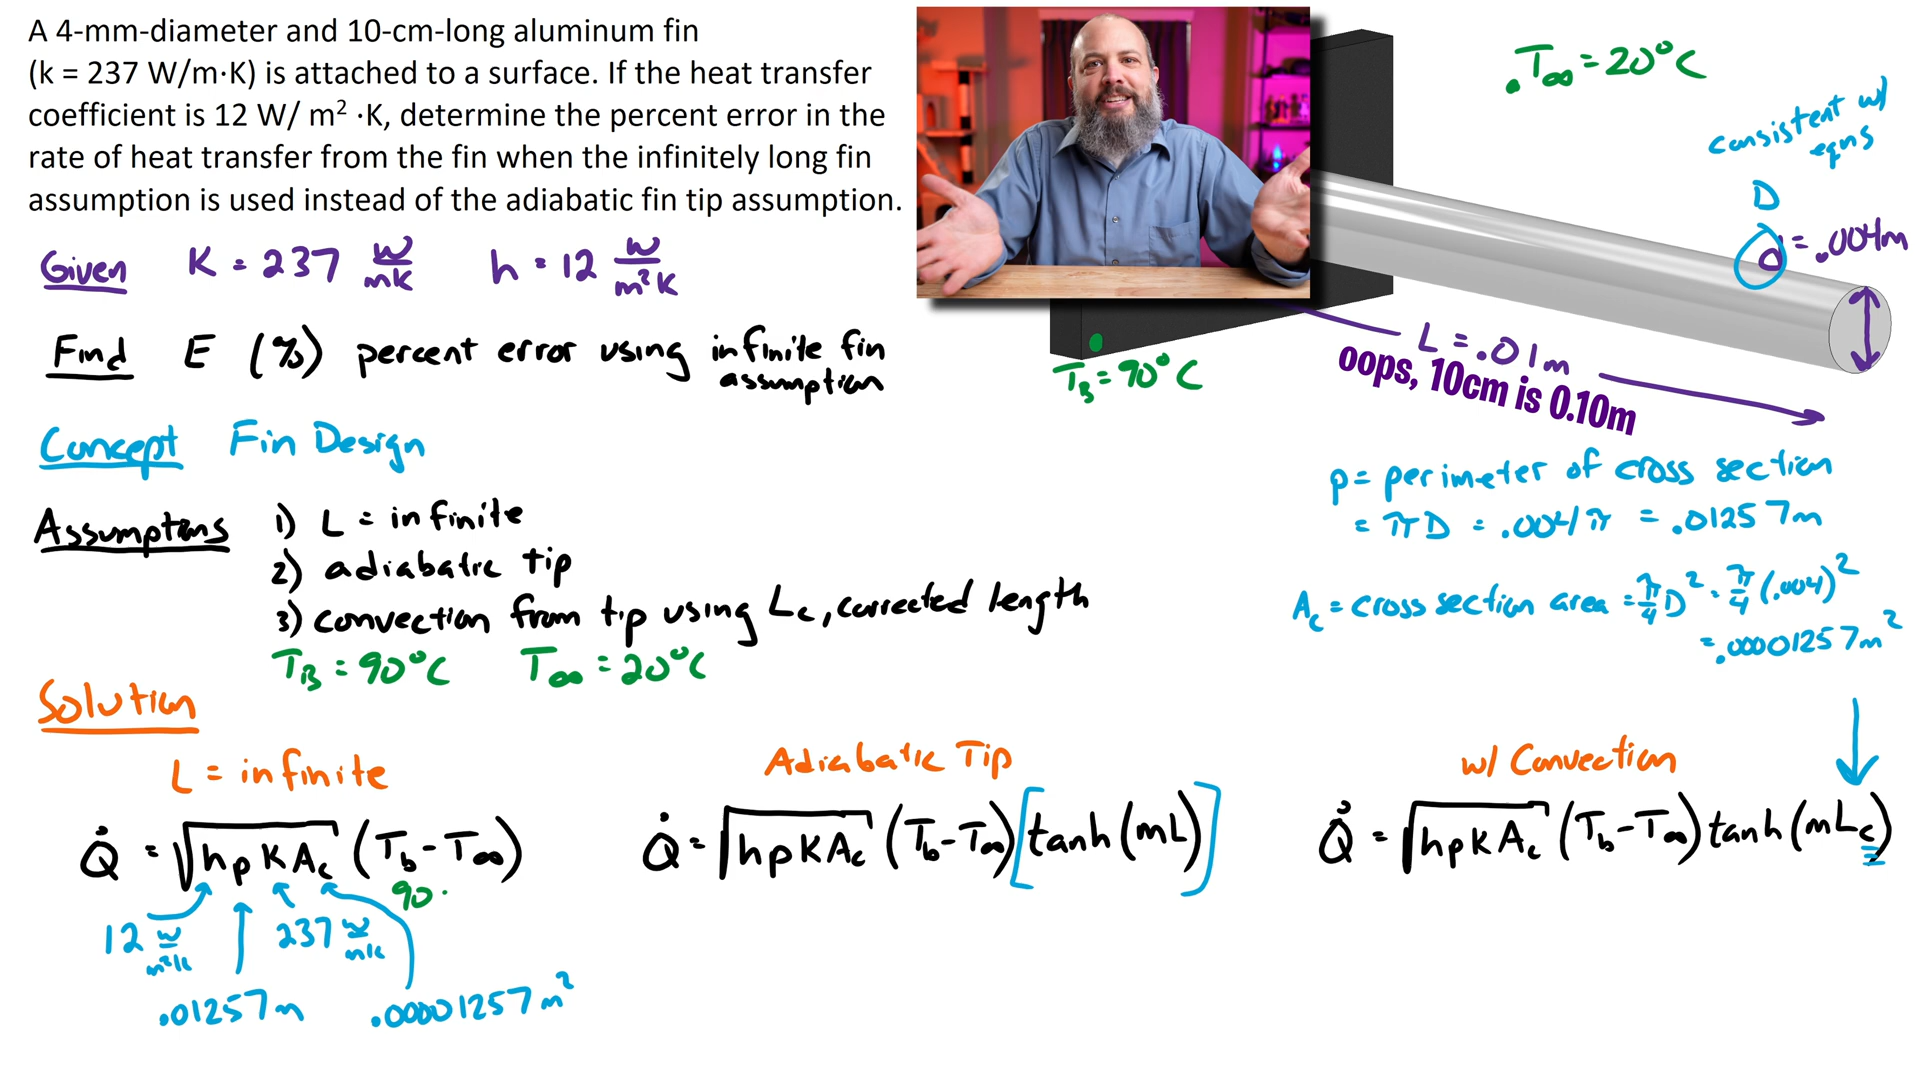 A 4-mm-diameter and 10-cm-long aluminum fin
(k = 237 W/m·K) is attached to a surface. If the heat transfer
coefficient is 12 W/ m² ·K, determine the percent error in the
rate of heat transfer from the fin when the infinitely long fin
assumption is used instead of the adiabatic fin tip assumption.
Given K = 237 W/mK h = 12 W/m²K
Find E (%) percent error using infinite fin
assumption
Concept Fin Design
Assumptions 1) L = infinite
2) adiabatic tip
3) convection from tip using Lc, corrected length
T_B = 90°C T∞ = 20°C
T∞ = 20°C
consistent w/
eqns
D
d = .004m
L = .01m
oops, 10cm is 0.10m
T_B = 90°C
p = perimeter of cross section
= πD = .004π = .01257m
A_c = cross section area = π/4 D² = π/4 (.004)²
= .00001257m²
Solution
L = infinite
Q̇ = √hpKA_c (T_b - T∞)
90 ·
12 W/m²K
237 W/mK
.01257m
.00001257m²
Adiabatic Tip
Q̇ = √hpKA_c (T_b - T∞) [tanh(mL)]
w/ Convection
Q̇ = √hpKA_c (T_b - T∞) tanh(mL_c)